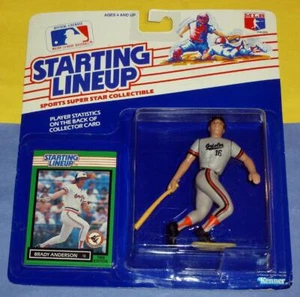 AGES 4 AND UP
STARTING
LINEUP
SPORTS SUPER STAR COLLECTIBLE
PLAYER STATISTICS
ON THE BACK OF
COLLECTOR CARD
STARTING
LINEUP
Orioles
16
BRADY ANDERSON
Kenner